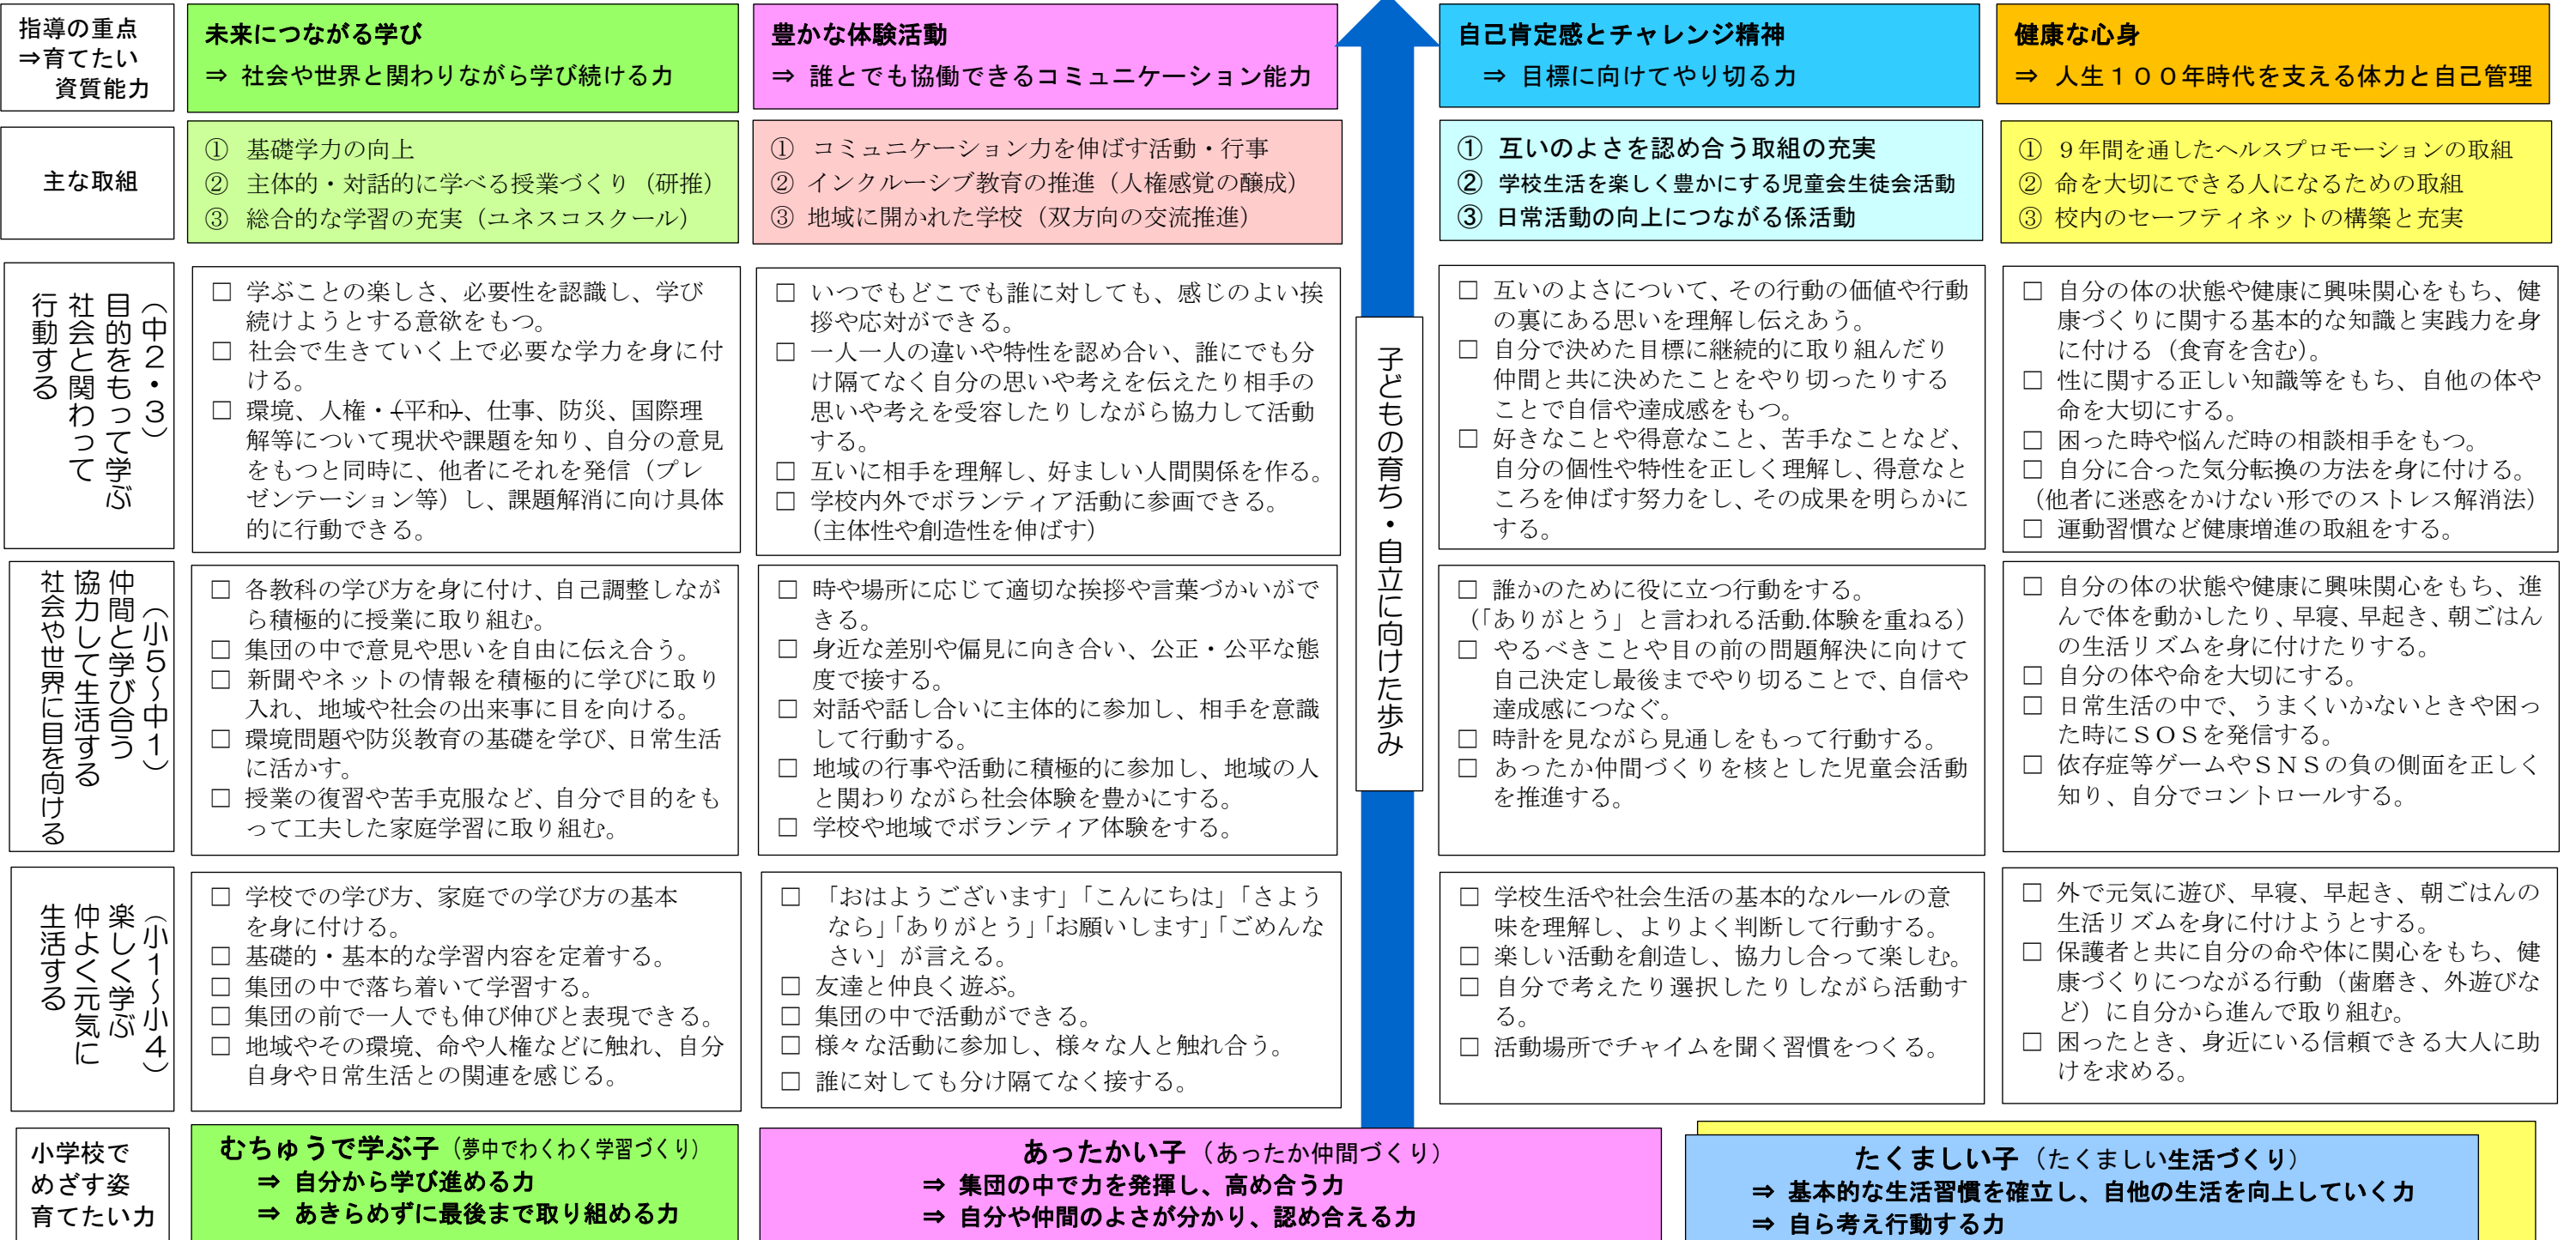 指導の重点
⇒育てたい
資質能力
未来につながる学び
⇒ 社会や世界と関わりながら学び続ける力
豊かな体験活動
⇒ 誰とでも協働できるコミュニケーション能力
自己肯定感とチャレンジ精神
⇒ 目標に向けてやり切る力
健康な心身
⇒ 人生１００年時代を支える体力と自己管理
主な取組
① 基礎学力の向上
② 主体的・対話的に学べる授業づくり（研推）
③ 総合的な学習の充実（ユネスコスクール）
① コミュニケーション力を伸ばす活動・行事
② インクルーシブ教育の推進（人権感覚の醸成）
③ 地域に開かれた学校（双方向の交流推進）
① 互いのよさを認め合う取組の充実
② 学校生活を楽しく豊かにする児童会生徒会活動
③ 日常活動の向上につながる係活動
① ９年間を通したヘルスプロモーションの取組
② 命を大切にできる人になるための取組
③ 校内のセーフティネットの構築と充実
（中２・３）
目的をもって学ぶ
社会と関わって
行動する
□ 学ぶことの楽しさ、必要性を認識し、学び
続けようとする意欲をもつ。
□ 社会で生きていく上で必要な学力を身に付
ける。
□ 環境、人権・（平和）、仕事、防災、国際理
解等について現状や課題を知り、自分の意見
をもつと同時に、他者にそれを発信（プレ
ゼンテーション等）し、課題解消に向け具体
的に行動できる。
□ いつでもどこでも誰に対しても、感じのよい挨
拶や応対ができる。
□ 一人一人の違いや特性を認め合い、誰にでも分
け隔てなく自分の思いや考えを伝えたり相手の
思いや考えを受容したりしながら協力して活動
する。
□ 互いに相手を理解し、好ましい人間関係を作る。
□ 学校内外でボランティア活動に参画できる。
（主体性や創造性を伸ばす）
子どもの育ち・自立に向けた歩み
□ 互いのよさについて、その行動の価値や行動
の裏にある思いを理解し伝えあう。
□ 自分で決めた目標に継続的に取り組んだり
仲間と共に決めたことをやり切ったりする
ことで自信や達成感をもつ。
□ 好きなことや得意なこと、苦手なことなど、
自分の個性や特性を正しく理解し、得意なと
ころを伸ばす努力をし、その成果を明らかに
する。
□ 自分の体の状態や健康に興味関心をもち、健
康づくりに関する基本的な知識と実践力を身
に付ける（食育を含む）。
□ 性に関する正しい知識等をもち、自他の体や
命を大切にする。
□ 困った時や悩んだ時の相談相手をもつ。
□ 自分に合った気分転換の方法を身に付ける。
（他者に迷惑をかけない形でのストレス解消法）
□ 運動習慣など健康増進の取組をする。
（小５～中１）
仲間と学び合う
協力して生活する
社会や世界に目を向ける
□ 各教科の学び方を身に付け、自己調整しなが
ら積極的に授業に取り組む。
□ 集団の中で意見や思いを自由に伝え合う。
□ 新聞やネットの情報を積極的に学びに取り
入れ、地域や社会の出来事に目を向ける。
□ 環境問題や防災教育の基礎を学び、日常生活
に活かす。
□ 授業の復習や苦手克服など、自分で目的をも
って工夫した家庭学習に取り組む。
□ 時や場所に応じて適切な挨拶や言葉づかいがで
きる。
□ 身近な差別や偏見に向き合い、公正・公平な態
度で接する。
□ 対話や話し合いに主体的に参加し、相手を意識
して行動する。
□ 地域の行事や活動に積極的に参加し、地域の人
と関わりながら社会体験を豊かにする。
□ 学校や地域でボランティア体験をする。
□ 誰かのために役に立つ行動をする。
（「ありがとう」と言われる活動.体験を重ねる）
□ やるべきことや目の前の問題解決に向けて
自己決定し最後までやり切ることで、自信や
達成感につなぐ。
□ 時計を見ながら見通しをもって行動する。
□ あったか仲間づくりを核とした児童会活動
を推進する。
□ 自分の体の状態や健康に興味関心をもち、進
んで体を動かしたり、早寝、早起き、朝ごはん
の生活リズムを身に付けたりする。
□ 自分の体や命を大切にする。
□ 日常生活の中で、うまくいかないときや困っ
た時にＳＯＳを発信する。
□ 依存症等ゲームやＳＮＳの負の側面を正しく
知り、自分でコントロールする。
（小１～小４）
楽しく学ぶ
仲よく元気に
生活する
□ 学校での学び方、家庭での学び方の基本
を身に付ける。
□ 基礎的・基本的な学習内容を定着する。
□ 集団の中で落ち着いて学習する。
□ 集団の前で一人でも伸び伸びと表現できる。
□ 地域やその環境、命や人権などに触れ、自分
自身や日常生活との関連を感じる。
□ 「おはようございます」「こんにちは」「さよう
なら」「ありがとう」「お願いします」「ごめんな
さい」が言える。
□ 友達と仲良く遊ぶ。
□ 集団の中で活動ができる。
□ 様々な活動に参加し、様々な人と触れ合う。
□ 誰に対しても分け隔てなく接する。
□ 学校生活や社会生活の基本的なルールの意
味を理解し、よりよく判断して行動する。
□ 楽しい活動を創造し、協力し合って楽しむ。
□ 自分で考えたり選択したりしながら活動す
る。
□ 活動場所でチャイムを聞く習慣をつくる。
□ 外で元気に遊び、早寝、早起き、朝ごはんの
生活リズムを身に付けようとする。
□ 保護者と共に自分の命や体に関心をもち、健
康づくりにつながる行動（歯磨き、外遊びな
ど）に自分から進んで取り組む。
□ 困ったとき、身近にいる信頼できる大人に助
けを求める。
小学校で
めざす姿
育てたい力
むちゅうで学ぶ子（夢中でわくわく学習づくり）
⇒ 自分から学び進める力
⇒ あきらめずに最後まで取り組める力
あったかい子（あったか仲間づくり）
⇒ 集団の中で力を発揮し、高め合う力
⇒ 自分や仲間のよさが分かり、認め合える力
たくましい子（たくましい生活づくり）
⇒ 基本的な生活習慣を確立し、自他の生活を向上していく力
⇒ 自ら考え行動する力